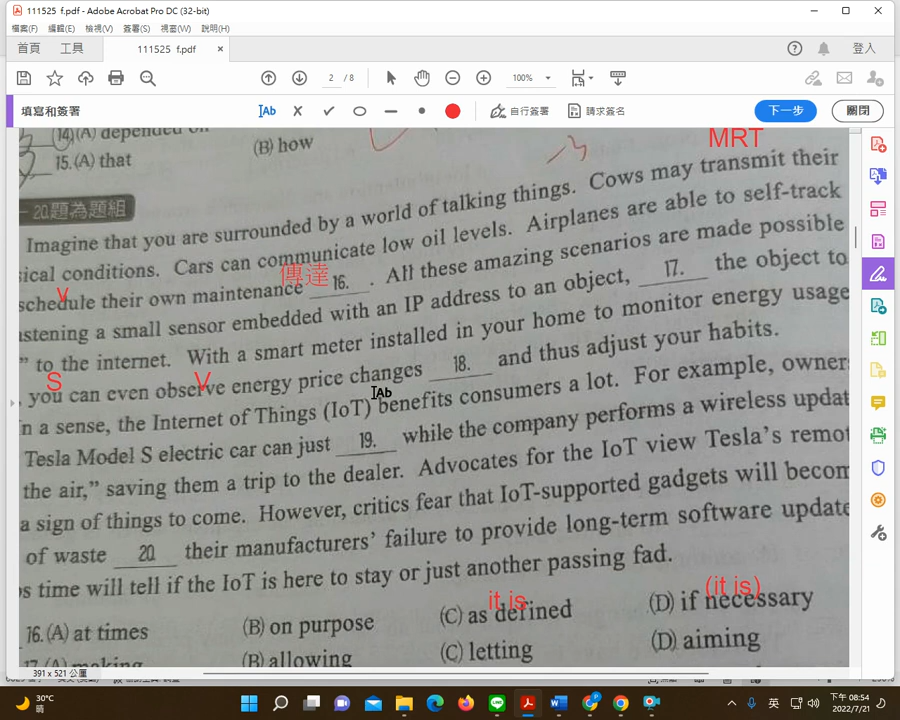 111525 f.pdf - Adobe Acrobat Pro DC (32-bit)
檔案(F) 編輯(E) 檢視(V) 簽署(S) 視窗(W) 說明(H)
首頁 工具 111525 f.pdf × 登入
2 / 8 100%
填寫和簽署 Ab 自行簽署 請求簽名 下一步 關閉
14.(A) depended on
15.(A) that (B) how MRT
20.題為題組
Imagine that you are surrounded by a world of talking things. Cows may transmit their
sical conditions. Cars can communicate low oil levels. Airplanes are able to self-track
傳達
schedule their own maintenance 16. . All these amazing scenarios are made possible
V
astening a small sensor embedded with an IP address to an object, 17. the object to
" to the internet. With a smart meter installed in your home to monitor energy usage
S V
, you can even observe energy price changes 18. and thus adjust your habits.
Ab
n a sense, the Internet of Things (IoT) benefits consumers a lot. For example, owners
Tesla Model S electric car can just 19. while the company performs a wireless updat
the air," saving them a trip to the dealer. Advocates for the IoT view Tesla's remot
a sign of things to come. However, critics fear that IoT-supported gadgets will becom
of waste 20. their manufacturers' failure to provide long-term software update
s time will tell if the IoT is here to stay or just another passing fad.
it is (it is)
16.(A) at times (B) on purpose (C) as defined (D) if necessary
17.(A) making (B) allowing (C) letting (D) aiming
391 x 521 公釐
30°C
晴
英
下午 08:54
2022/7/21